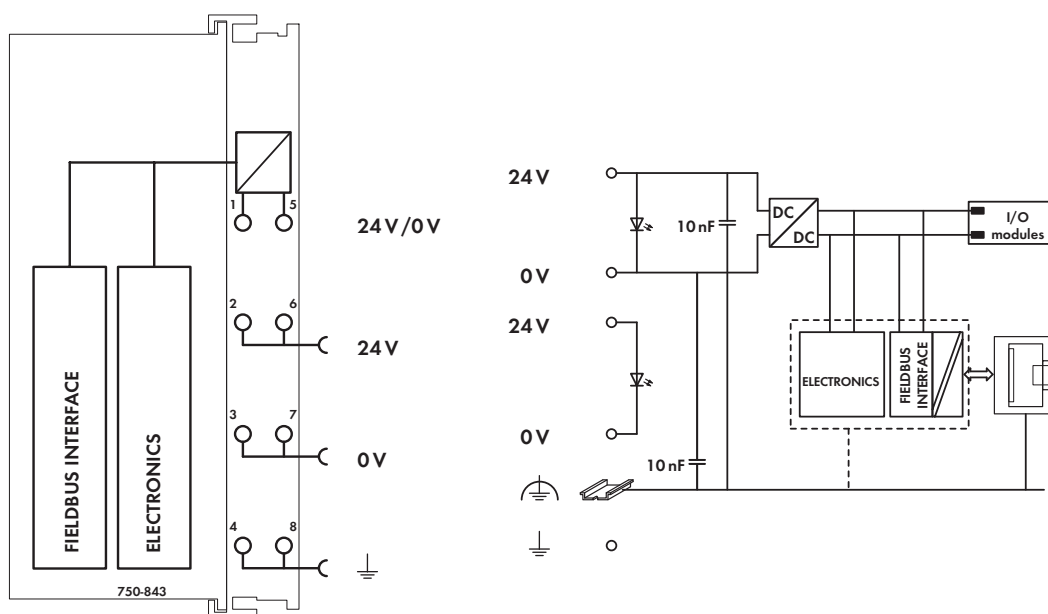 1 5
24 V/0 V
2 6
24 V
3 7
0 V
4 8
FIELDBUS INTERFACE
ELECTRONICS
750-843
24 V
10 nF
DC
DC
I/O
modules
0 V
24 V
ELECTRONICS
FIELDBUS
INTERFACE
0 V
10 nF